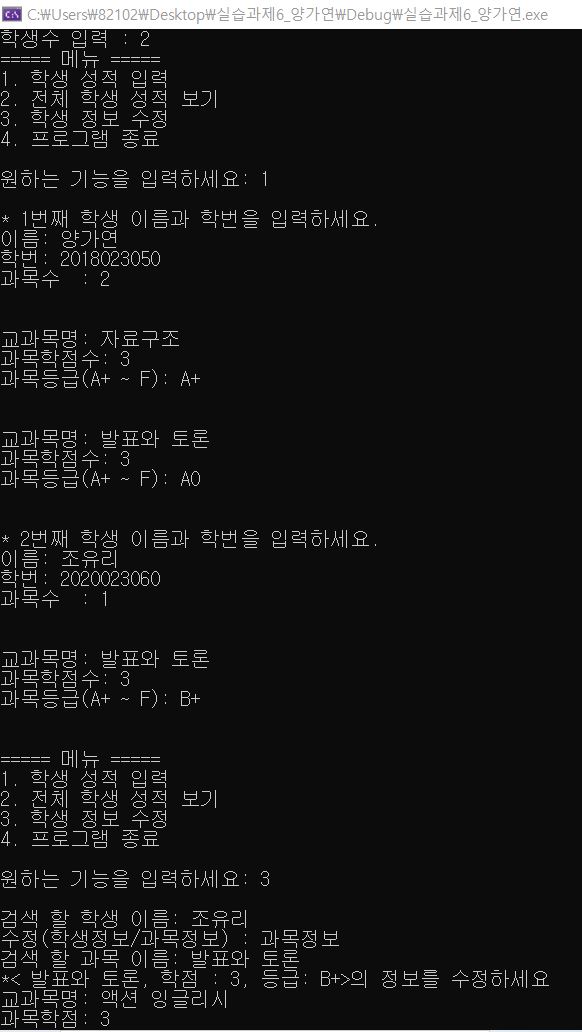 C:\Users\82102\Desktop\실습과제6_양가연\Debug\실습과제6_양가연.exe
학생수 입력 : 2
===== 메뉴 =====
1. 학생 성적 입력
2. 전체 학생 성적 보기
3. 학생 정보 수정
4. 프로그램 종료
원하는 기능을 입력하세요: 1
* 1번째 학생 이름과 학번을 입력하세요.
이름: 양가연
학번: 2018023050
과목수  : 2
교과목명: 자료구조
과목학점수: 3
과목등급(A+ ~ F): A+
교과목명: 발표와 토론
과목학점수: 3
과목등급(A+ ~ F): A0
* 2번째 학생 이름과 학번을 입력하세요.
이름: 조유리
학번: 2020023060
과목수  : 1
교과목명: 발표와 토론
과목학점수: 3
과목등급(A+ ~ F): B+
===== 메뉴 =====
1. 학생 성적 입력
2. 전체 학생 성적 보기
3. 학생 정보 수정
4. 프로그램 종료
원하는 기능을 입력하세요: 3
검색 할 학생 이름: 조유리
수정(학생정보/과목정보) : 과목정보
검색 할 과목 이름: 발표와 토론
*< 발표와 토론, 학점 : 3, 등급: B+>의 정보를 수정하세요
교과목명: 액션 잉글리시
과목학점: 3